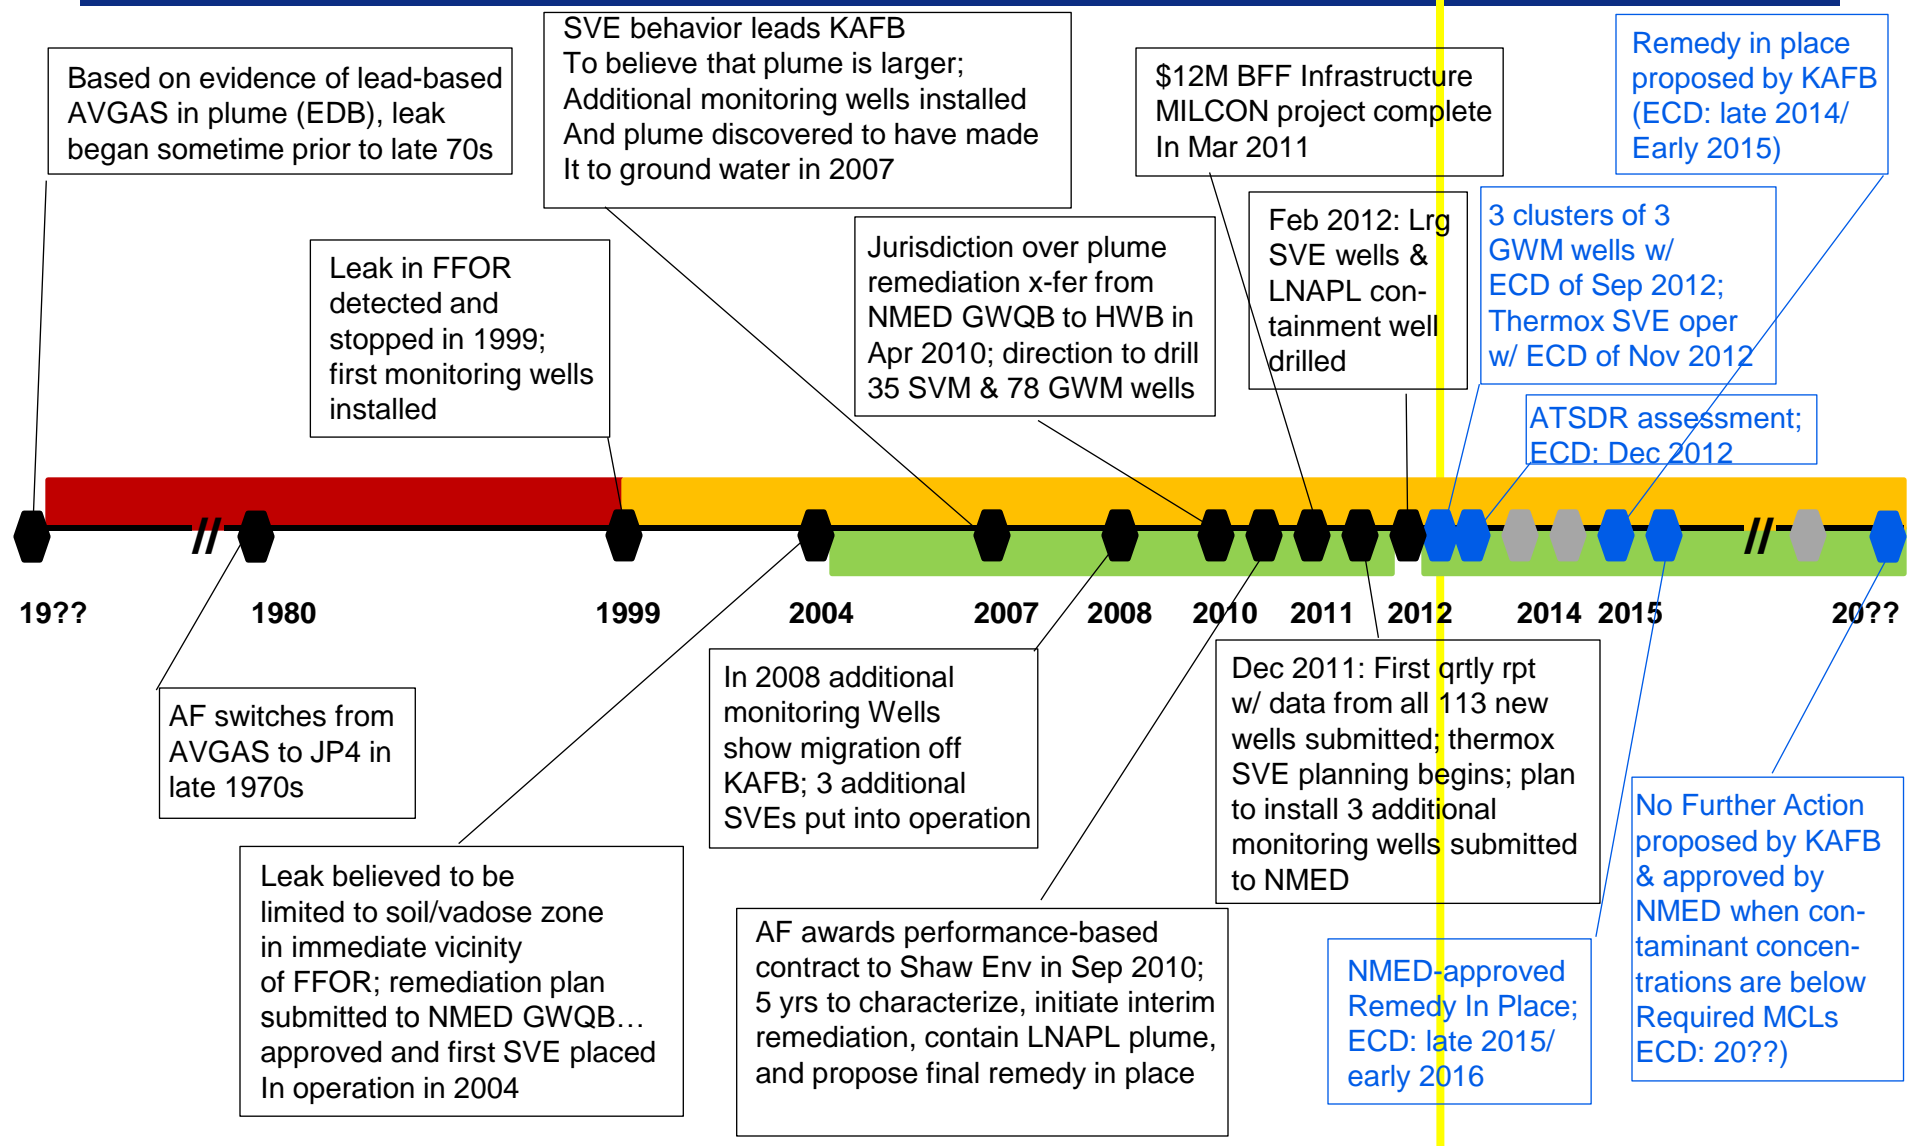 SVE behavior leads KAFB
To believe that plume is larger;
Additional monitoring wells installed
And plume discovered to have made
It to ground water in 2007
Based on evidence of lead-based
AVGAS in plume (EDB), leak
began sometime prior to late 70s
$12M BFF Infrastructure
MILCON project complete
In Mar 2011
Remedy in place
proposed by KAFB
(ECD: late 2014/
Early 2015)
Leak in FFOR
detected and
stopped in 1999;
first monitoring wells
installed
Jurisdiction over plume
remediation x-fer from
NMED GWQB to HWB in
Apr 2010; direction to drill
35 SVM & 78 GWM wells
Feb 2012: Lrg
SVE wells &
LNAPL con-
tainment well
drilled
3 clusters of 3
GWM wells w/
ECD of Sep 2012;
Thermox SVE oper
w/ ECD of Nov 2012
ATSDR assessment;
ECD: Dec 2012
// //
19?? 1980 1999 2004 2007 2008 2010 2011 2012 2014 2015 20??
AF switches from
AVGAS to JP4 in
late 1970s
Leak believed to be
limited to soil/vadose zone
in immediate vicinity
of FFOR; remediation plan
submitted to NMED GWQB…
approved and first SVE placed
In operation in 2004
In 2008 additional
monitoring Wells
show migration off
KAFB; 3 additional
SVEs put into operation
AF awards performance-based
contract to Shaw Env in Sep 2010;
5 yrs to characterize, initiate interim
remediation, contain LNAPL plume,
and propose final remedy in place
Dec 2011: First qrtly rpt
w/ data from all 113 new
wells submitted; thermox
SVE planning begins; plan
to install 3 additional
monitoring wells submitted
to NMED
NMED-approved
Remedy In Place;
ECD: late 2015/
early 2016
No Further Action
proposed by KAFB
& approved by
NMED when con-
taminant concen-
trations are below
Required MCLs
ECD: 20??)